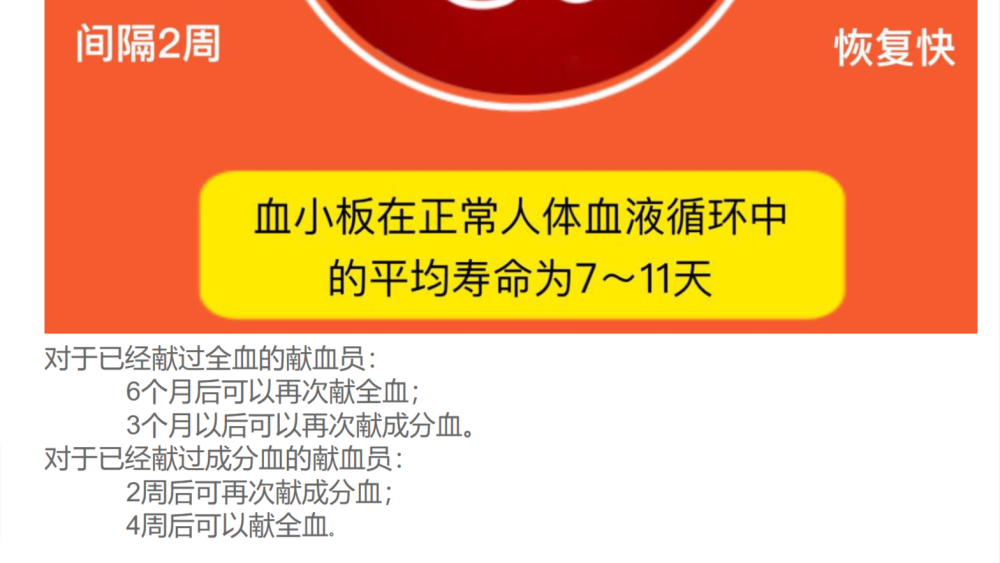 间隔2周
恢复快
血小板在正常人体血液循环中
的平均寿命为7～11天
对于已经献过全血的献血员：
6个月后可以再次献全血；
3个月以后可以再次献成分血。
对于已经献过成分血的献血员：
2周后可再次献成分血；
4周后可以献全血。